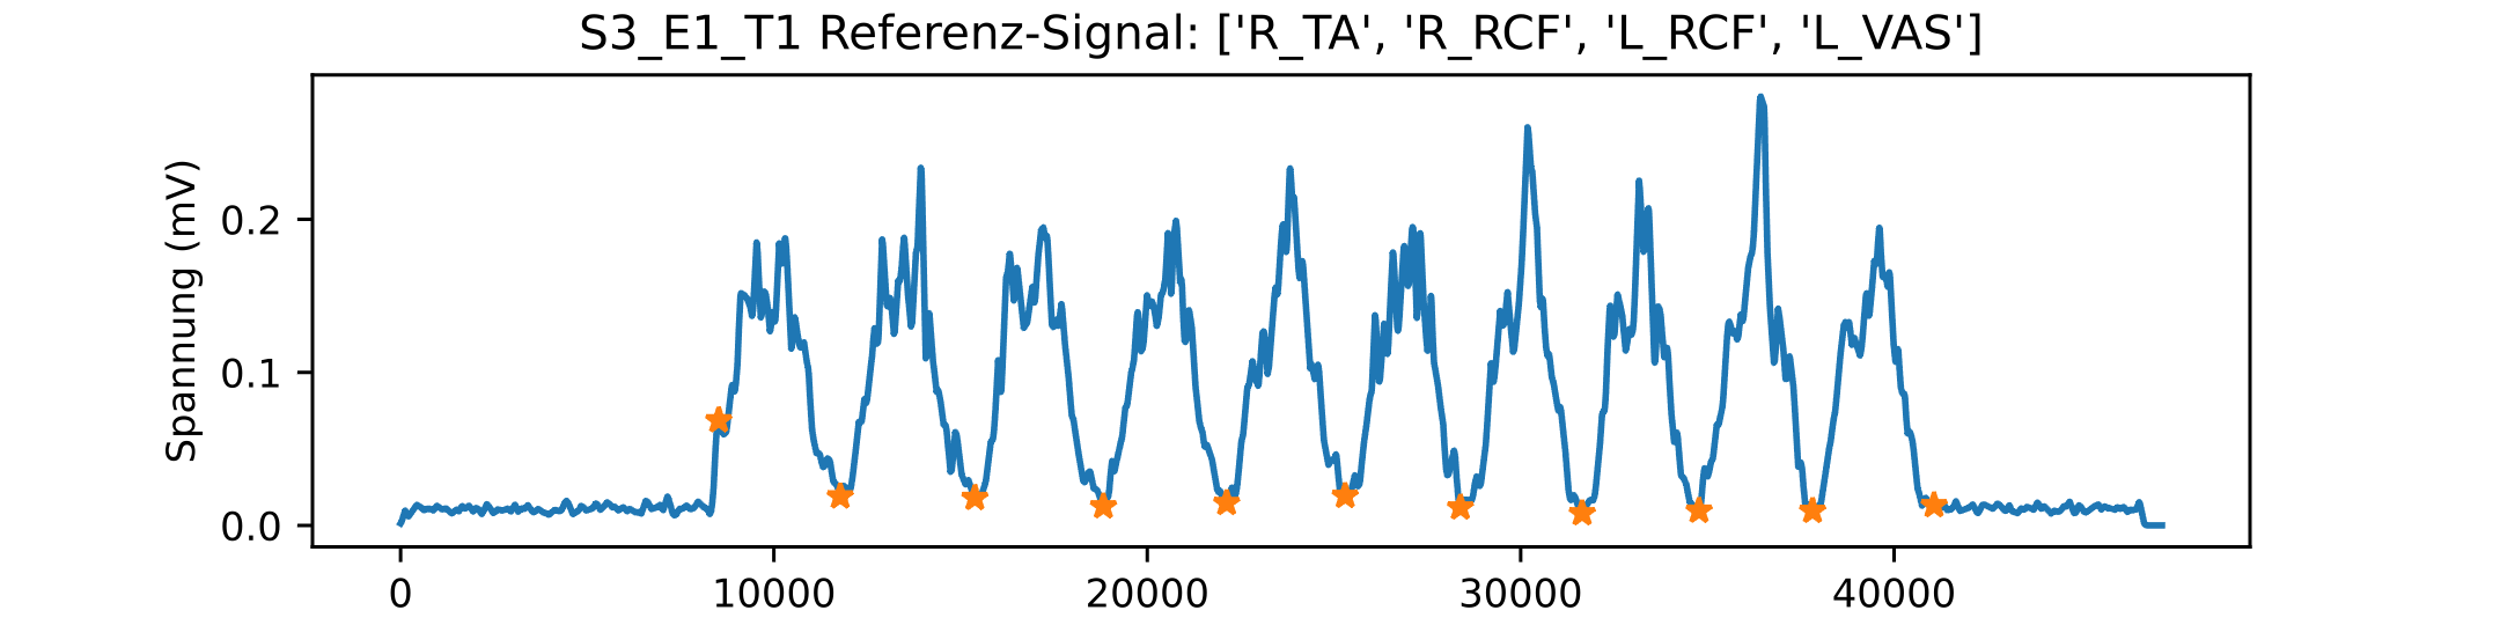 S3_E1_T1 Referenz-Signal: ['R_TA', 'R_RCF', 'L_RCF', 'L_VAS']
Spannung (mV)
0.2
0.1
0.0
0 10000 20000 30000 40000